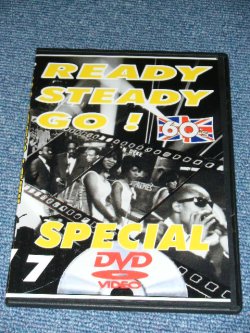 READY
STEADY
GO !
60
SPECIAL
7
DVD
VIDEO